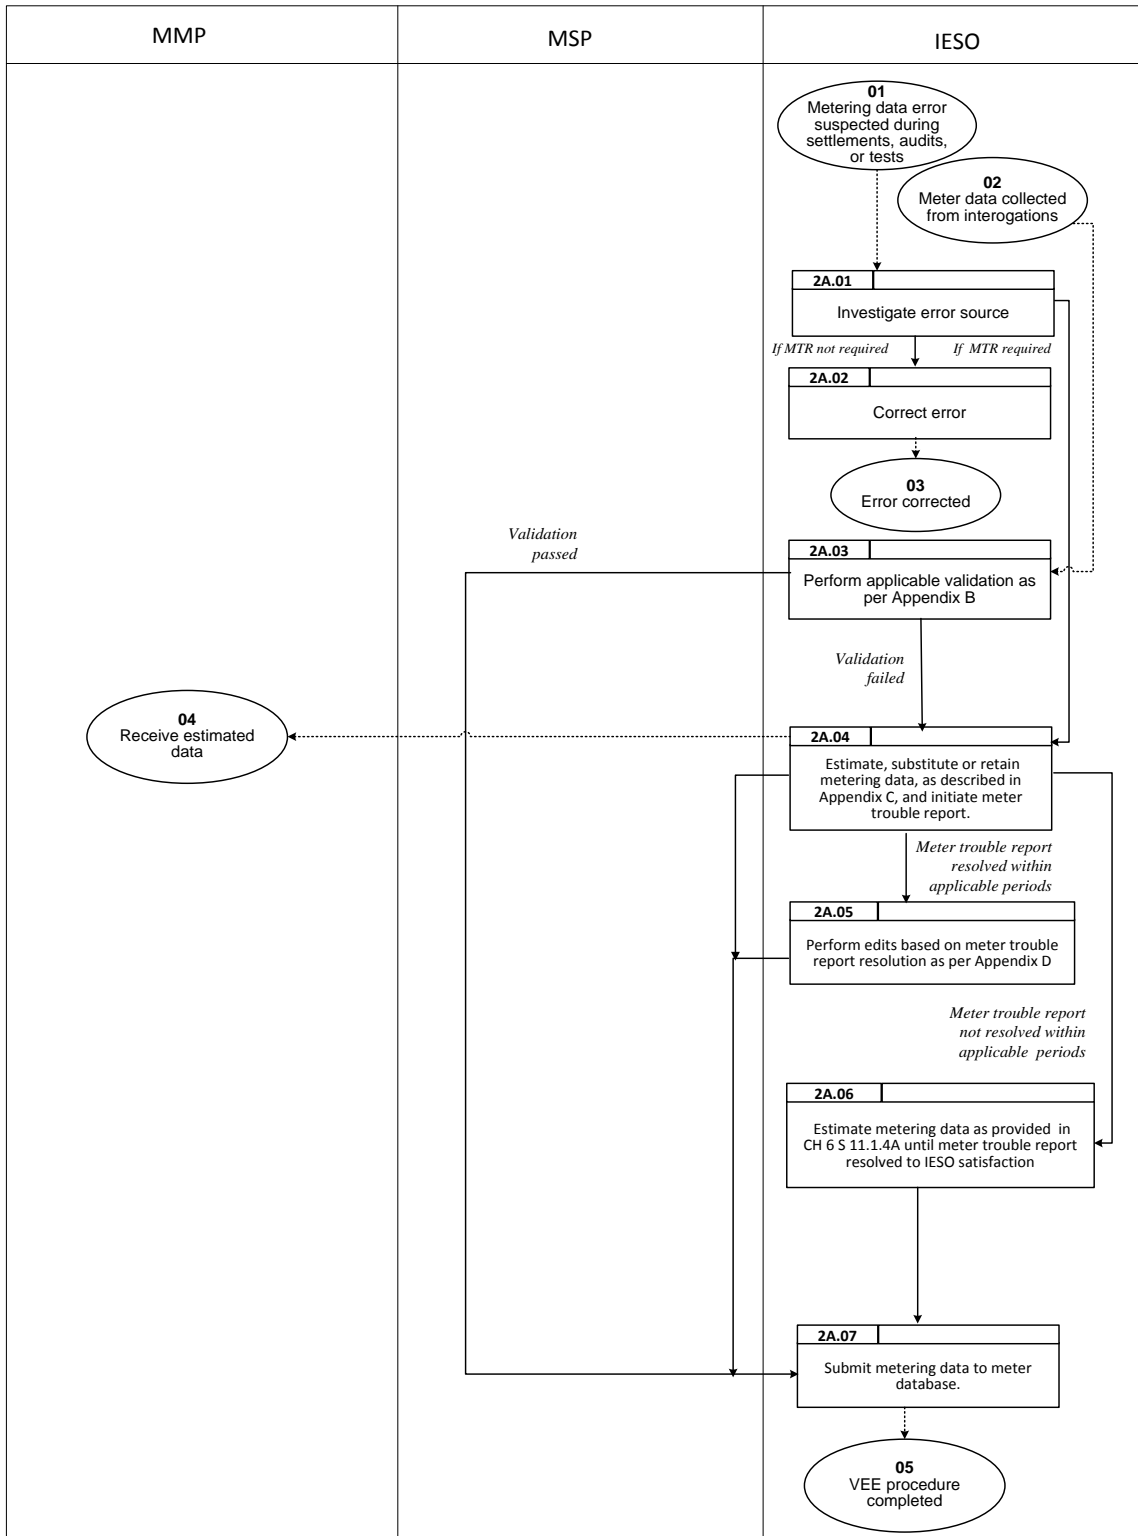 MMP
MSP
IESO
01
Metering data error
suspected during
settlements, audits,
or tests
02
Meter data collected
from interogations
2A.01
Investigate error source
If MTR not required
If MTR required
2A.02
Correct error
03
Error corrected
Validation
passed
2A.03
Perform applicable validation as
per Appendix B
Validation
failed
04
Receive estimated
data
2A.04
Estimate, substitute or retain
metering data, as described in
Appendix C, and initiate meter
trouble report.
Meter trouble report
resolved within
applicable periods
2A.05
Perform edits based on meter trouble
report resolution as per Appendix D
Meter trouble report
not resolved within
applicable periods
2A.06
Estimate metering data as provided in
CH 6 S 11.1.4A until meter trouble report
resolved to IESO satisfaction
2A.07
Submit metering data to meter
database.
05
VEE procedure
completed